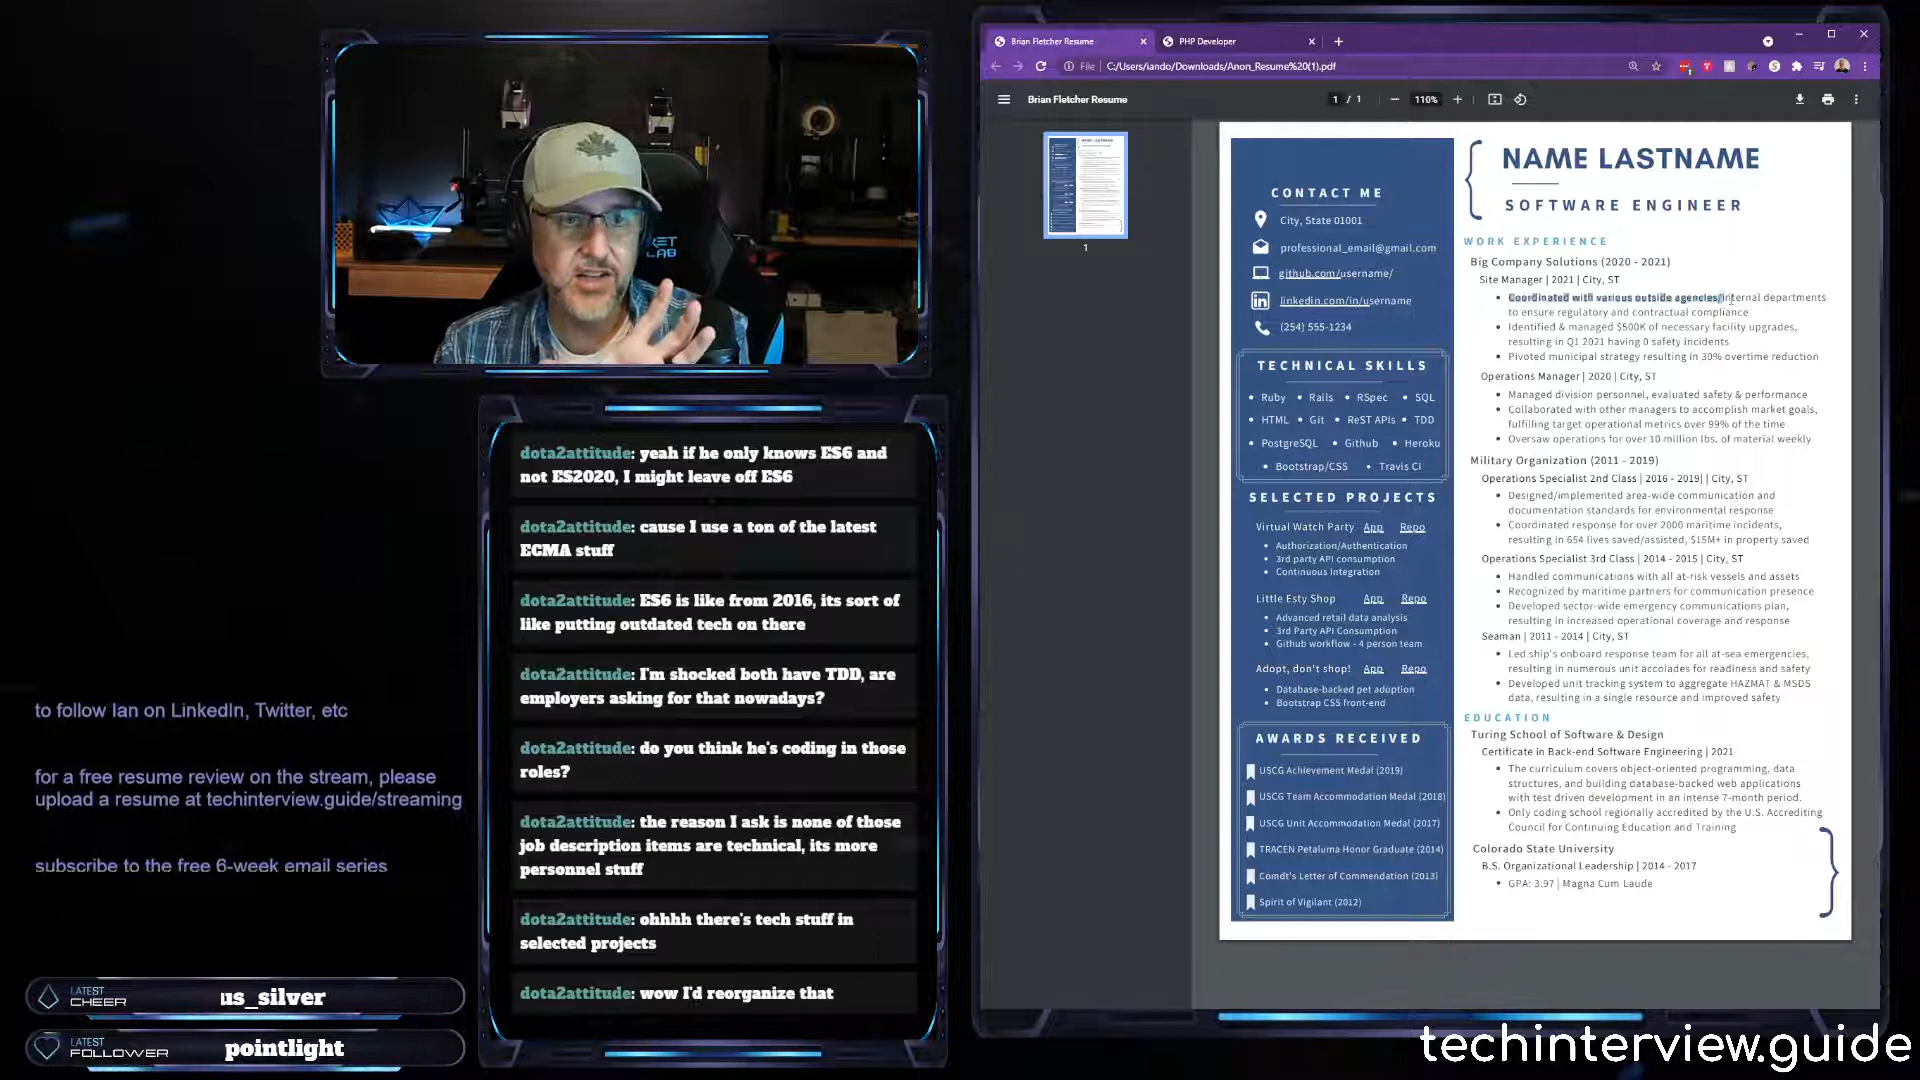 dota2attitude: yeah if he only knows ES6 and
not ES2020, I might leave off ES6
dota2attitude: cause I use a ton of the latest
ECMA stuff
dota2attitude: ES6 is like from 2016, its sort of
like putting outdated tech on there
dota2attitude: I'm shocked both have TDD, are
employers asking for that nowadays?
dota2attitude: do you think he's coding in those
roles?
dota2attitude: the reason I ask is none of those
job description items are technical, its more
personnel stuff
dota2attitude: ohhhh there's tech stuff in
selected projects
dota2attitude: wow I'd reorganize that
to follow Ian on LinkedIn, Twitter, etc
for a free resume review on the stream, please
upload a resume at techinterview.guide/streaming
subscribe to the free 6-week email series
LATEST
CHEER
us_silver
LATEST
FOLLOWER
pointlight
Brian Fletcher Resume
PHP Developer
File
C:/Users/iando/Downloads/Anon_Resume%20(1).pdf
Brian Fletcher Resume
1 / 1
110%
1
CONTACT ME
City, State 01001
professional_email@gmail.com
github.com/username/
linkedin.com/in/username
(254) 555-1234
TECHNICAL SKILLS
• Ruby • Rails • RSpec • SQL
• HTML • Git • ReST APIs • TDD
• PostgreSQL • Github • Heroku
• Bootstrap/CSS • Travis CI
SELECTED PROJECTS
Virtual Watch Party App Repo
• Authorization/Authentication
• 3rd party API consumption
• Continuous Integration
Little Esty Shop App Repo
• Advanced retail data analysis
• 3rd Party API Consumption
• Github workflow - 4 person team
Adopt, don't shop! App Repo
• Database-backed pet adoption
• Bootstrap CSS front-end
AWARDS RECEIVED
USCG Achievement Medal (2019)
USCG Team Accommodation Medal (2018)
USCG Unit Accommodation Medal (2017)
TRACEN Petaluma Honor Graduate (2014)
Comdt's Letter of Commendation (2013)
Spirit of Vigilant (2012)
NAME LASTNAME
SOFTWARE ENGINEER
WORK EXPERIENCE
Big Company Solutions (2020 - 2021)
Site Manager | 2021 | City, ST
• Coordinated with various outside agencies/internal departments
to ensure regulatory and contractual compliance
• Identified & managed $500K of necessary facility upgrades,
resulting in Q1 2021 having 0 safety incidents
• Pivoted municipal strategy resulting in 30% overtime reduction
Operations Manager | 2020 | City, ST
• Managed division personnel, evaluated safety & performance
• Collaborated with other managers to accomplish market goals,
fulfilling target operational metrics over 99% of the time
• Oversaw operations for over 10 million lbs. of material weekly
Military Organization (2011 - 2019)
Operations Specialist 2nd Class | 2016 - 2019| | City, ST
• Designed/implemented area-wide communication and
documentation standards for environmental response
• Coordinated response for over 2000 maritime incidents,
resulting in 654 lives saved/assisted, $15M+ in property saved
Operations Specialist 3rd Class | 2014 - 2015 | City, ST
• Handled communications with all at-risk vessels and assets
• Recognized by maritime partners for communication presence
• Developed sector-wide emergency communications plan,
resulting in increased operational coverage and response
Seaman | 2011 - 2014 | City, ST
• Led ship's onboard response team for all at-sea emergencies,
resulting in numerous unit accolades for readiness and safety
• Developed unit tracking system to aggregate HAZMAT & MSDS
data, resulting in a single resource and improved safety
EDUCATION
Turing School of Software & Design
Certificate in Back-end Software Engineering | 2021
• The curriculum covers object-oriented programming, data
structures, and building database-backed web applications
with test driven development in an intense 7-month period.
• Only coding school regionally accredited by the U.S. Accrediting
Council for Continuing Education and Training
Colorado State University
B.S. Organizational Leadership | 2014 - 2017
• GPA: 3.97 | Magna Cum Laude
techinterview.guide